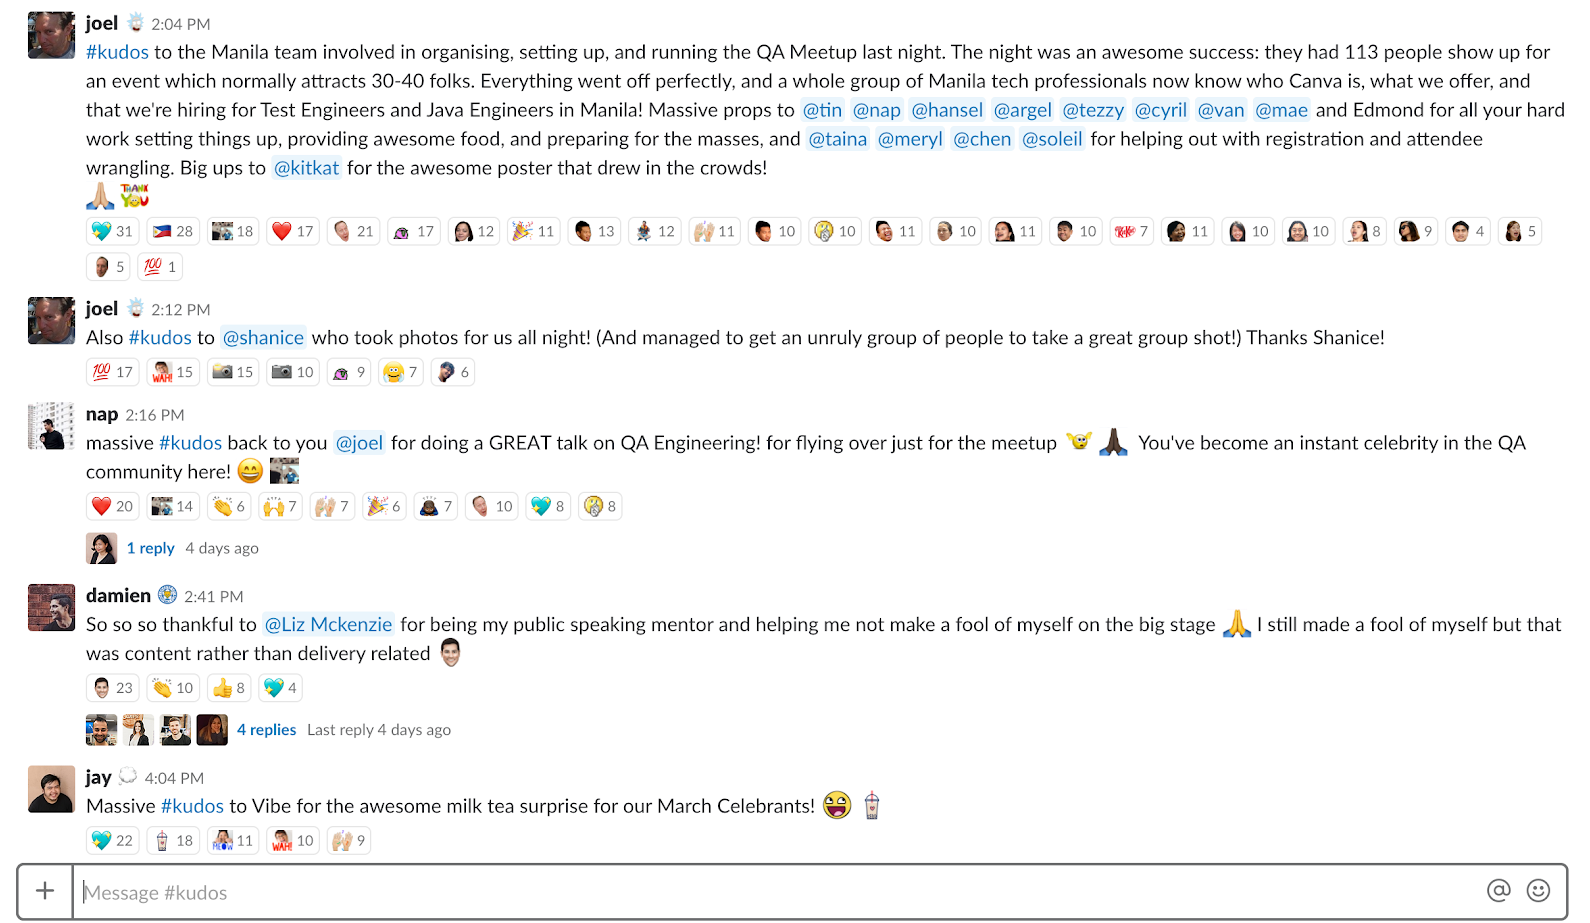 joel 2:04 PM
#kudos to the Manila team involved in organising, setting up, and running the QA Meetup last night. The night was an awesome success: they had 113 people show up for
an event which normally attracts 30-40 folks. Everything went off perfectly, and a whole group of Manila tech professionals now know who Canva is, what we offer, and
that we're hiring for Test Engineers and Java Engineers in Manila! Massive props to @tin @nap @hansel @argel @tezzy @cyril @van @mae and Edmond for all your hard
work setting things up, providing awesome food, and preparing for the masses, and @taina @meryl @chen @soleil for helping out with registration and attendee
wrangling. Big ups to @kitkat for the awesome poster that drew in the crowds!
THANK YOU
31 28 18 17 21 17 12 11 13 12 11 10 10 11 10 11 10 7 11 10 10 8 9 4 5
5 100 1
joel 2:12 PM
Also #kudos to @shanice who took photos for us all night! (And managed to get an unruly group of people to take a great group shot!) Thanks Shanice!
100 17 WAH! 15 15 10 9 7 6
nap 2:16 PM
massive #kudos back to you @joel for doing a GREAT talk on QA Engineering! for flying over just for the meetup You've become an instant celebrity in the QA
community here!
20 14 6 7 7 6 7 10 8 8
1 reply 4 days ago
damien 2:41 PM
So so so thankful to @Liz Mckenzie for being my public speaking mentor and helping me not make a fool of myself on the big stage I still made a fool of myself but that
was content rather than delivery related
23 10 8 4
4 replies Last reply 4 days ago
jay 4:04 PM
Massive #kudos to Vibe for the awesome milk tea surprise for our March Celebrants!
22 18 MEOW 11 WAH! 10 9
Message #kudos